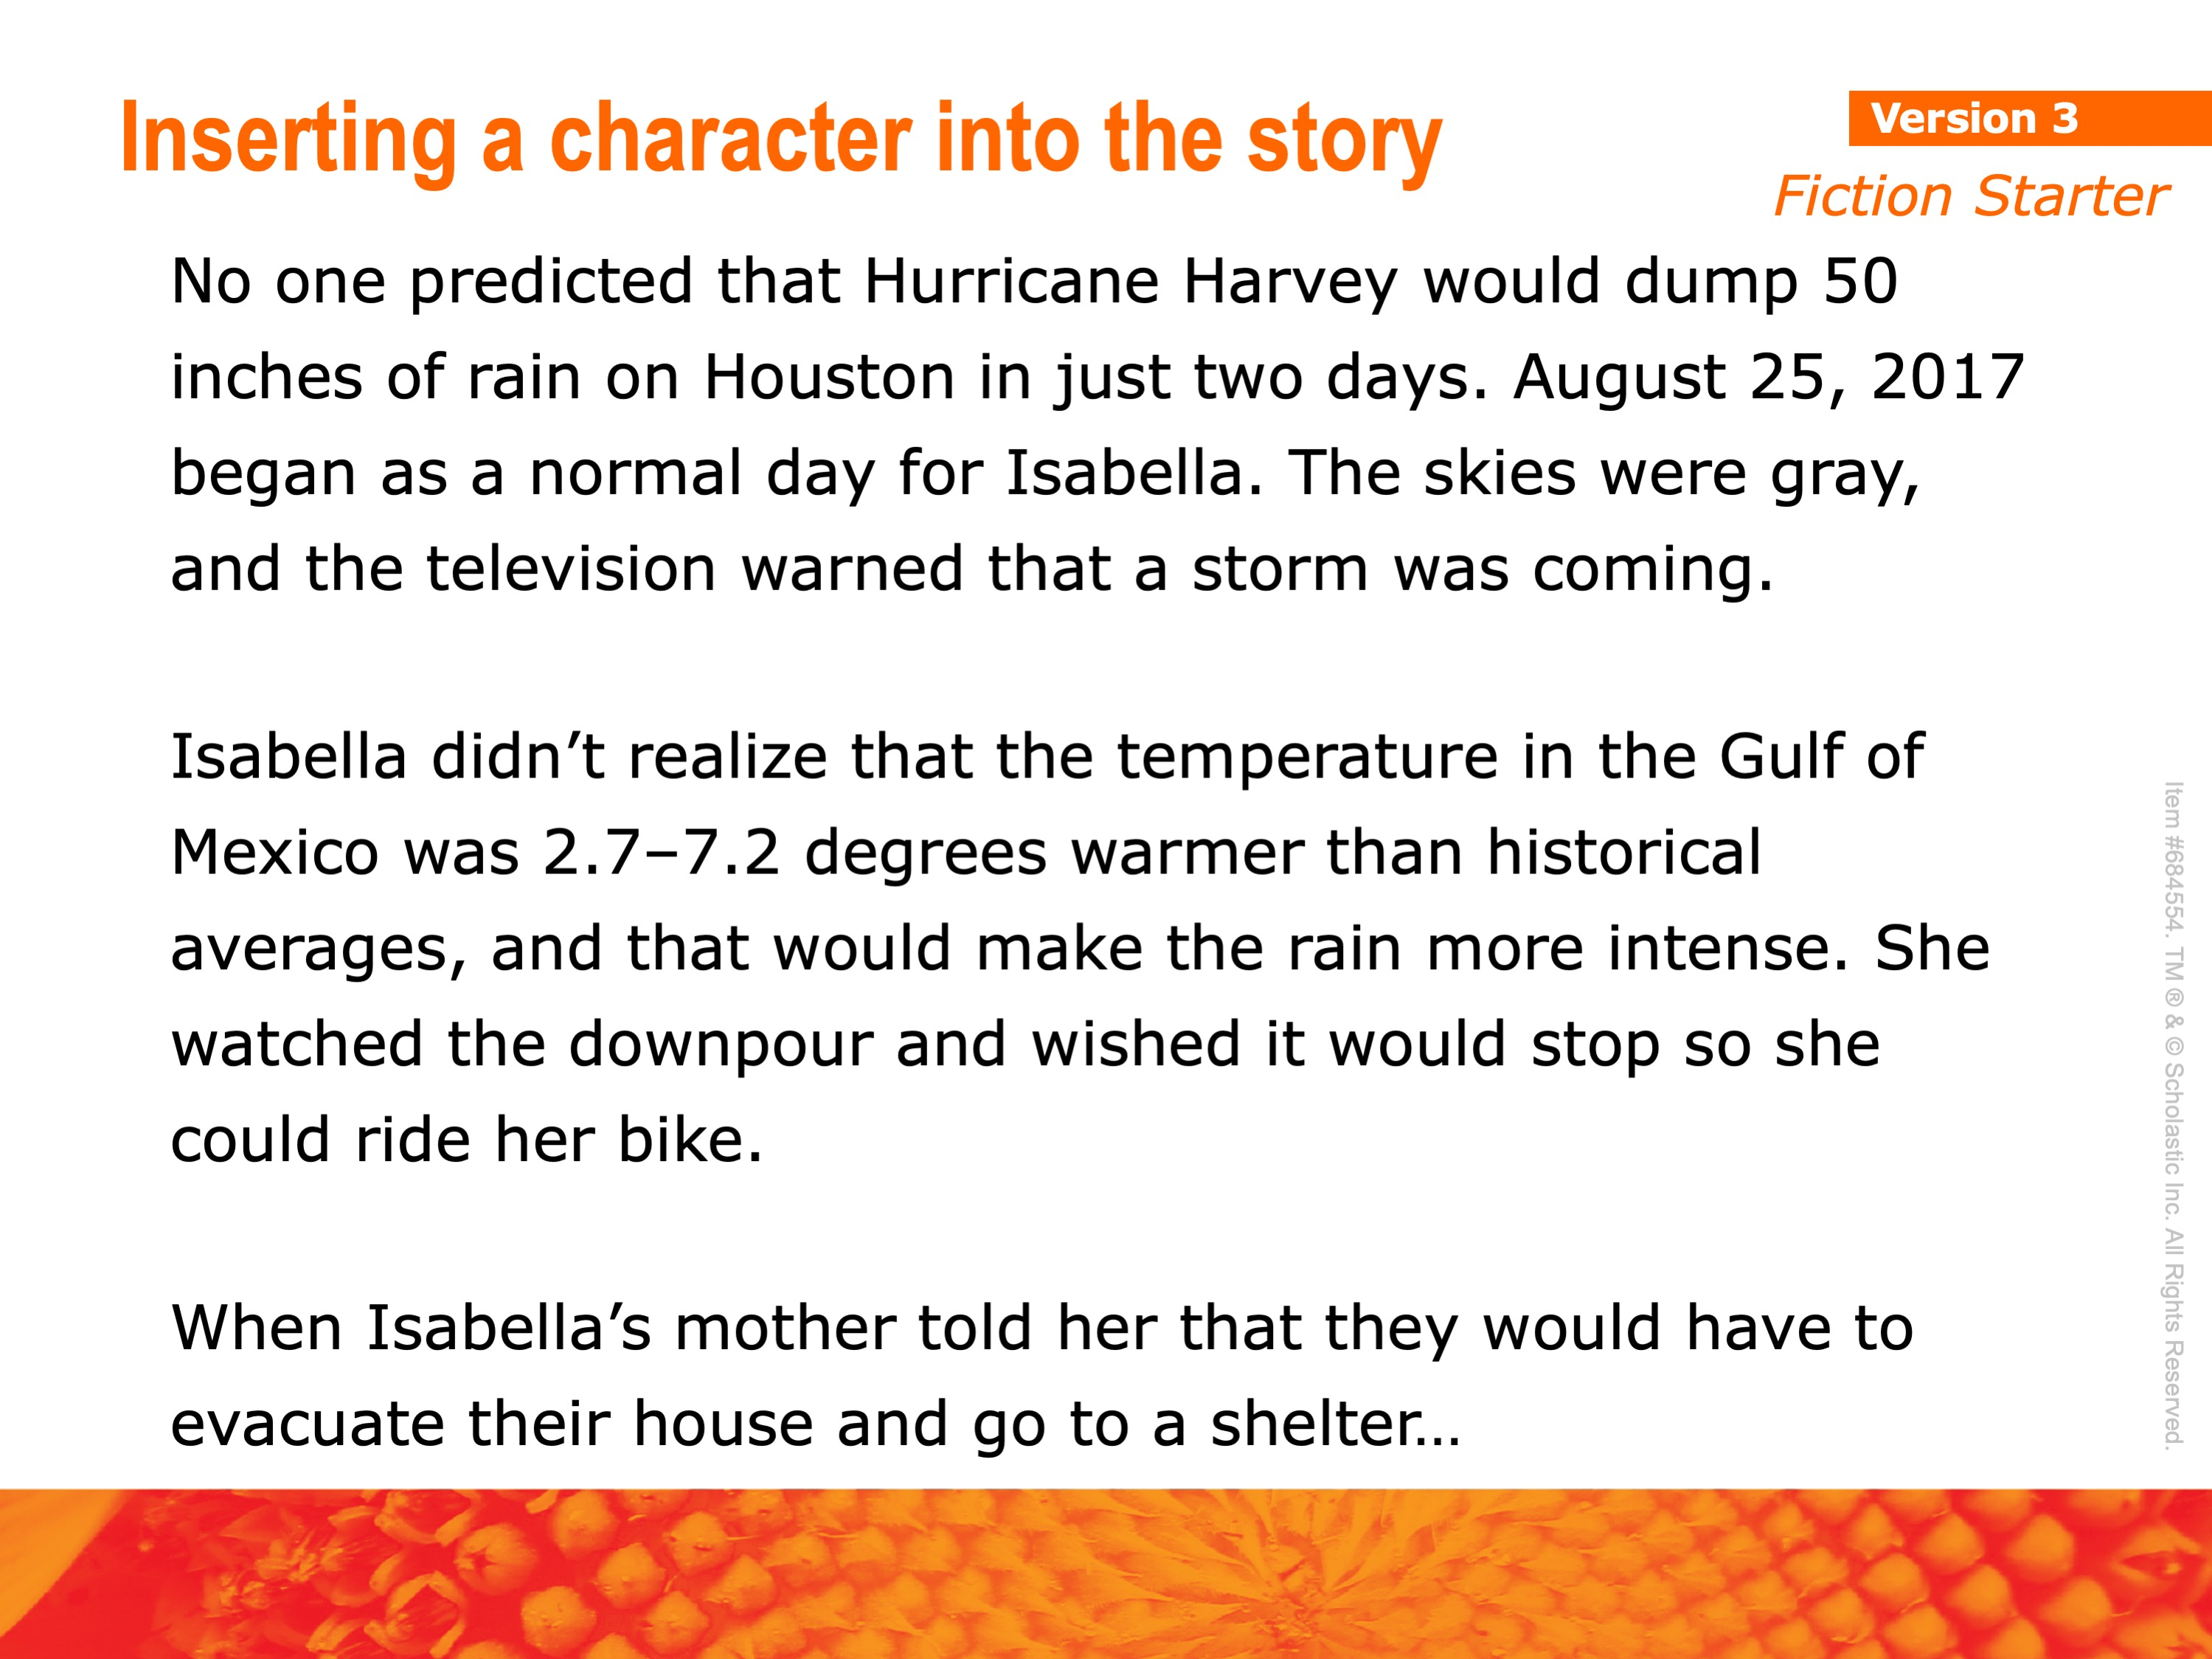 Inserting a character into the story
Version 3
Fiction Starter
No one predicted that Hurricane Harvey would dump 50
inches of rain on Houston in just two days. August 25, 2017
began as a normal day for Isabella. The skies were gray,
and the television warned that a storm was coming.
Isabella didn’t realize that the temperature in the Gulf of
Mexico was 2.7–7.2 degrees warmer than historical
averages, and that would make the rain more intense. She
watched the downpour and wished it would stop so she
could ride her bike.
When Isabella’s mother told her that they would have to
evacuate their house and go to a shelter…
Item #684554. TM ® & © Scholastic Inc. All Rights Reserved.